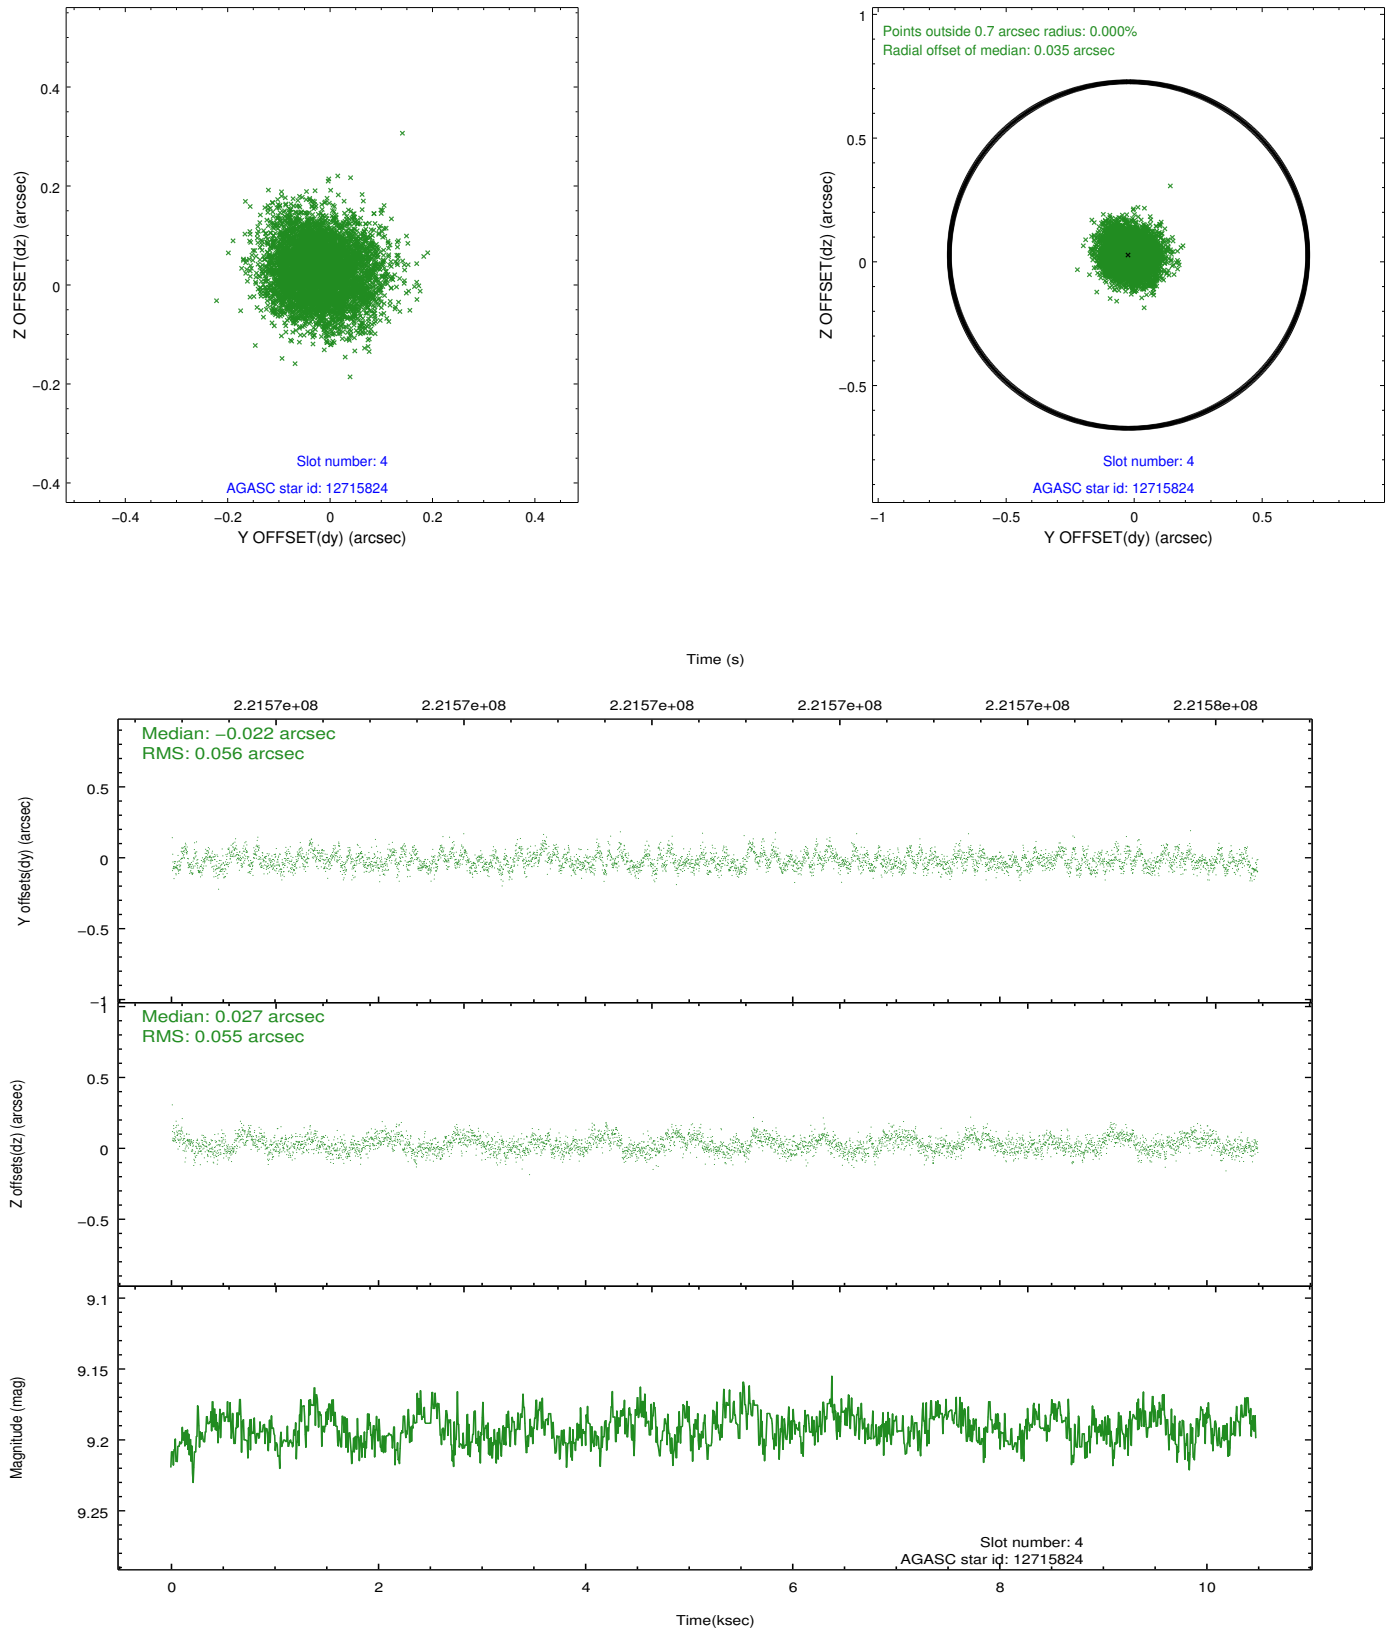 0.4
0.2
0
−0.2
−0.4
Z OFFSET(dz) (arcsec)
Slot number: 4
AGASC star id: 12715824
−0.4
−0.2
0
0.2
0.4
Y OFFSET(dy) (arcsec)
1
0.5
0
−0.5
Z OFFSET(dz) (arcsec)
Points outside 0.7 arcsec radius: 0.000%
Radial offset of median: 0.035 arcsec
Slot number: 4
AGASC star id: 12715824
−1
−0.5
0
0.5
Y OFFSET(dy) (arcsec)
Time (s)
2.2157e+08
2.2157e+08
2.2157e+08
2.2157e+08
2.2157e+08
2.2158e+08
Median: −0.022 arcsec
RMS: 0.056 arcsec
0.5
0
−0.5
−1
Y offsets(dy) (arcsec)
Median: 0.027 arcsec
RMS: 0.055 arcsec
1
0.5
0
−0.5
Z offsets(dz) (arcsec)
9.1
9.15
9.2
9.25
Magnitude (mag)
Slot number: 4
AGASC star id: 12715824
0
2
4
6
8
10
Time(ksec)